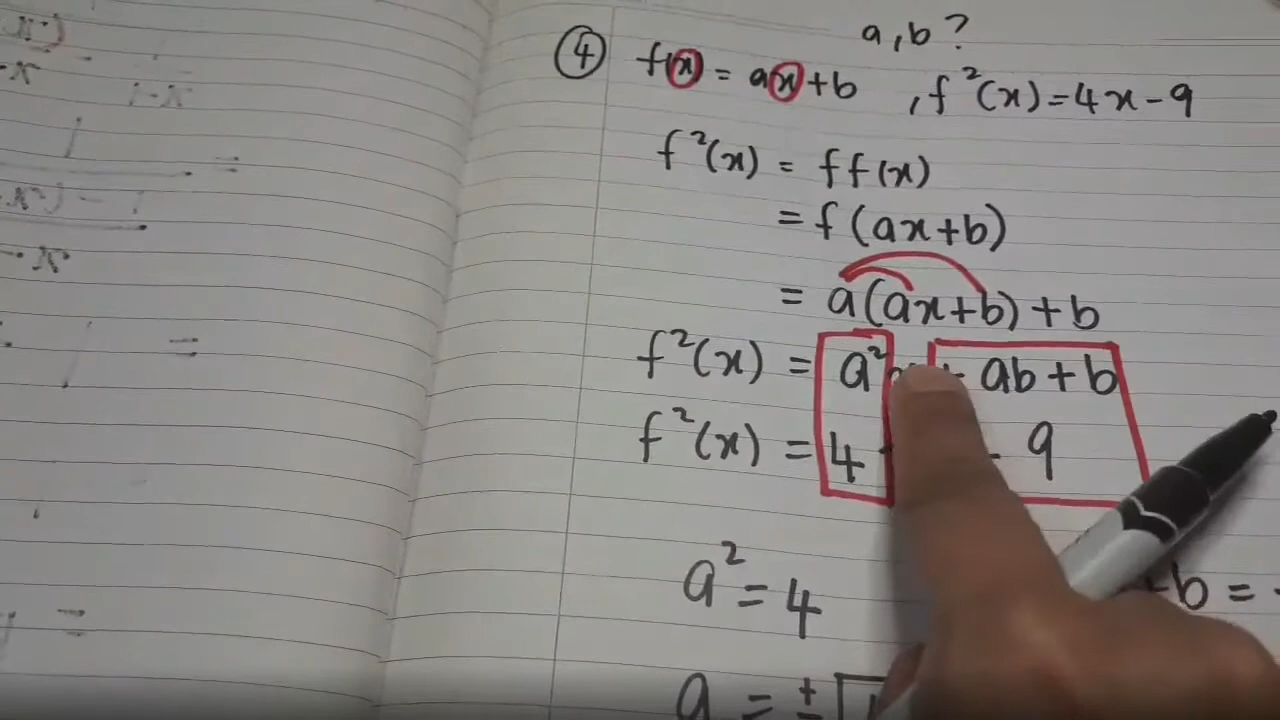 a, b ?
④ f(x) = ax+b , f²(x)=4x-9
f²(x) = ff(x)
= f(ax+b)
= a(ax+b)+b
f²(x) = a² ab+b
f²(x) = 4 - 9
a² = 4
+b =
a = ±